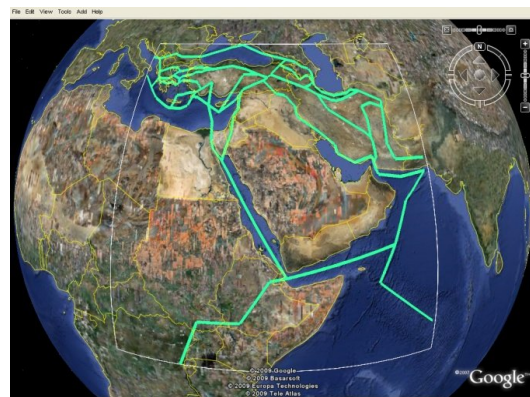 File Edit View Tools Add Help
N
© 2009 Google
© 2009 Basarsoft
© 2009 Europa Technologies
© 2009 Tele Atlas
Google